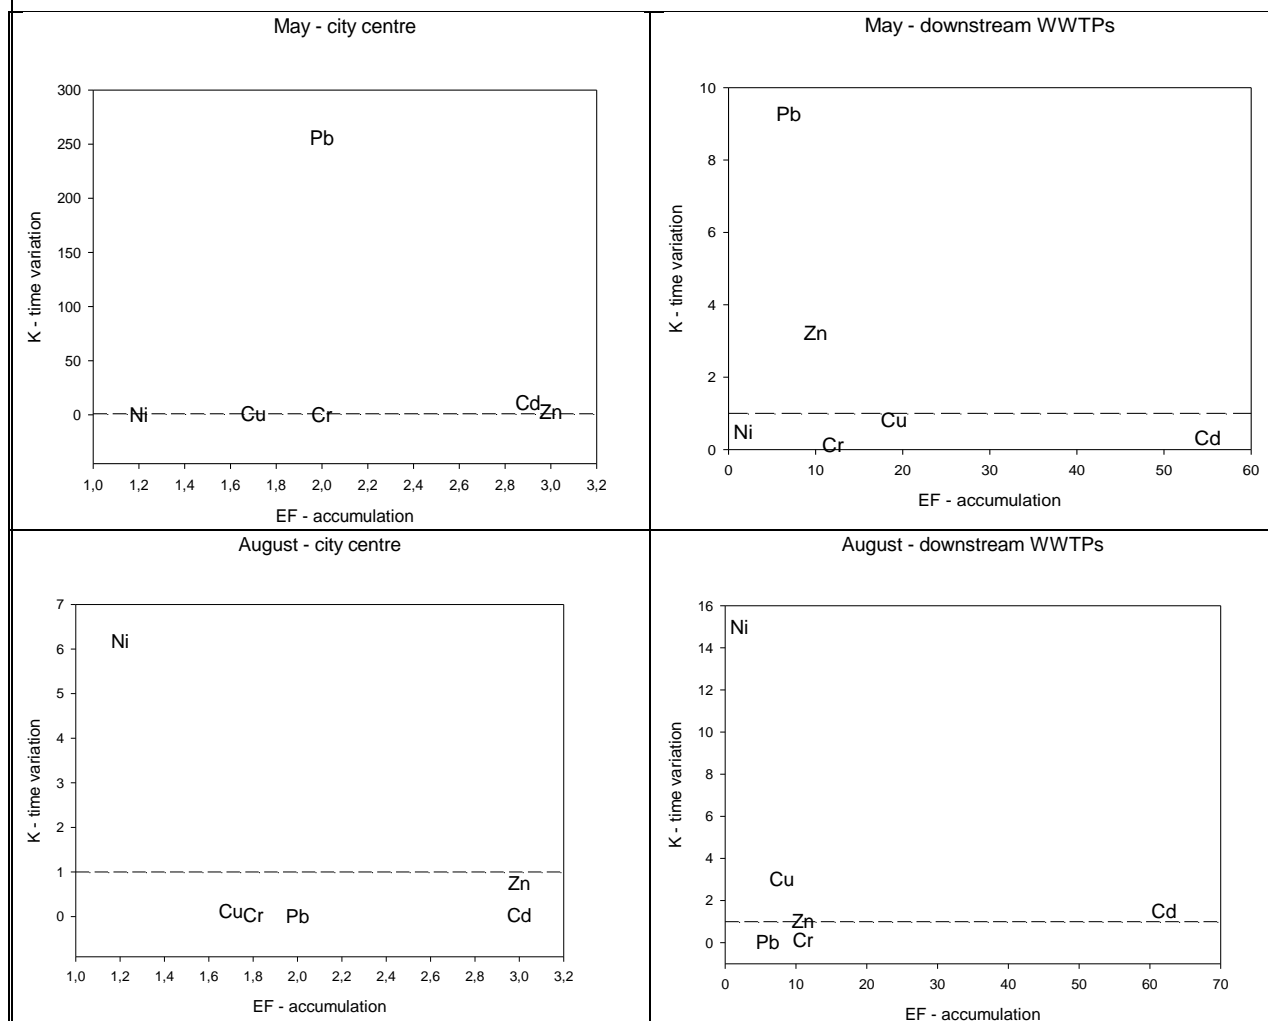 May - city centre
300
250
200
150
100
50
0
K - time variation
Pb
Ni
Cu
Cr
Cd
Zn
1,0 1,2 1,4 1,6 1,8 2,0 2,2 2,4 2,6 2,8 3,0 3,2
EF - accumulation
May - downstream WWTPs
10
8
6
4
2
0
K - time variation
Pb
Zn
Cu
Ni
Cr
Cd
0 10 20 30 40 50 60
EF - accumulation
August - city centre
7
6
5
4
3
2
1
0
K - time variation
Ni
Zn
Cu
Cr
Pb
Cd
1,0 1,2 1,4 1,6 1,8 2,0 2,2 2,4 2,6 2,8 3,0 3,2
EF - accumulation
August - downstream WWTPs
16
14
12
10
8
6
4
2
0
K - time variation
Ni
Cu
Cd
Zn
Pb
Cr
0 10 20 30 40 50 60 70
EF - accumulation